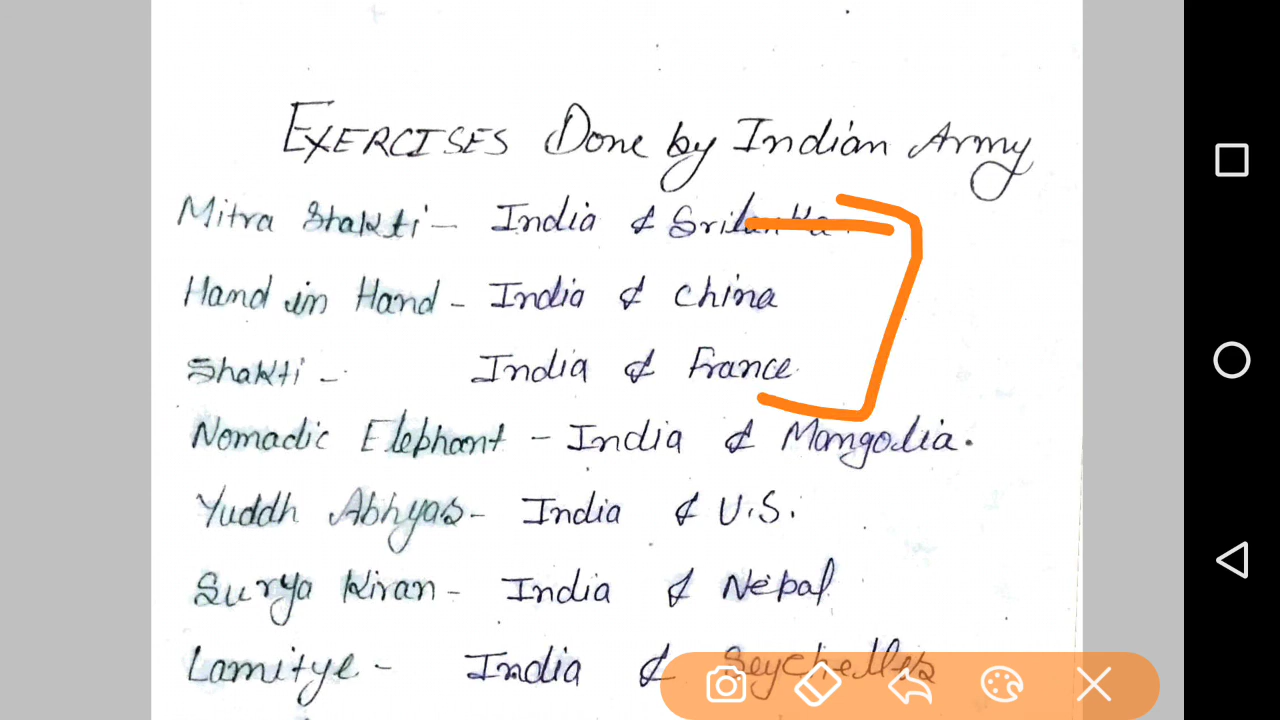 EXERCISES Done by Indian Army
Mitra Shakti - India & Srilanka.
Hand in Hand - India & China
Shakti - India & France
Nomadic Elephant - India & Mongolia.
Yuddh Abhyas - India & U.S.
Surya Kiran - India & Nepal
Lamitye - India & Seychelles